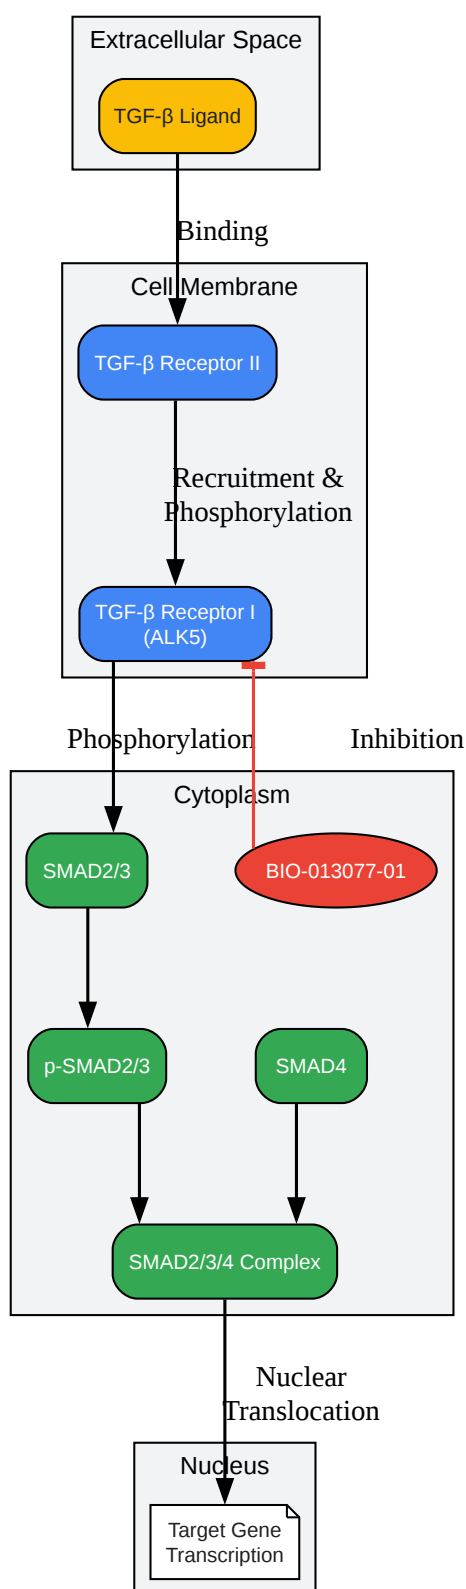 Extracellular Space
TGF-β Ligand
Binding
Cell Membrane
TGF-β Receptor II
Recruitment &
Phosphorylation
TGF-β Receptor I
(ALK5)
Phosphorylation
Inhibition
Cytoplasm
SMAD2/3
BIO-013077-01
p-SMAD2/3
SMAD4
SMAD2/3/4 Complex
Nuclear
Translocation
Nucleus
Target Gene
Transcription